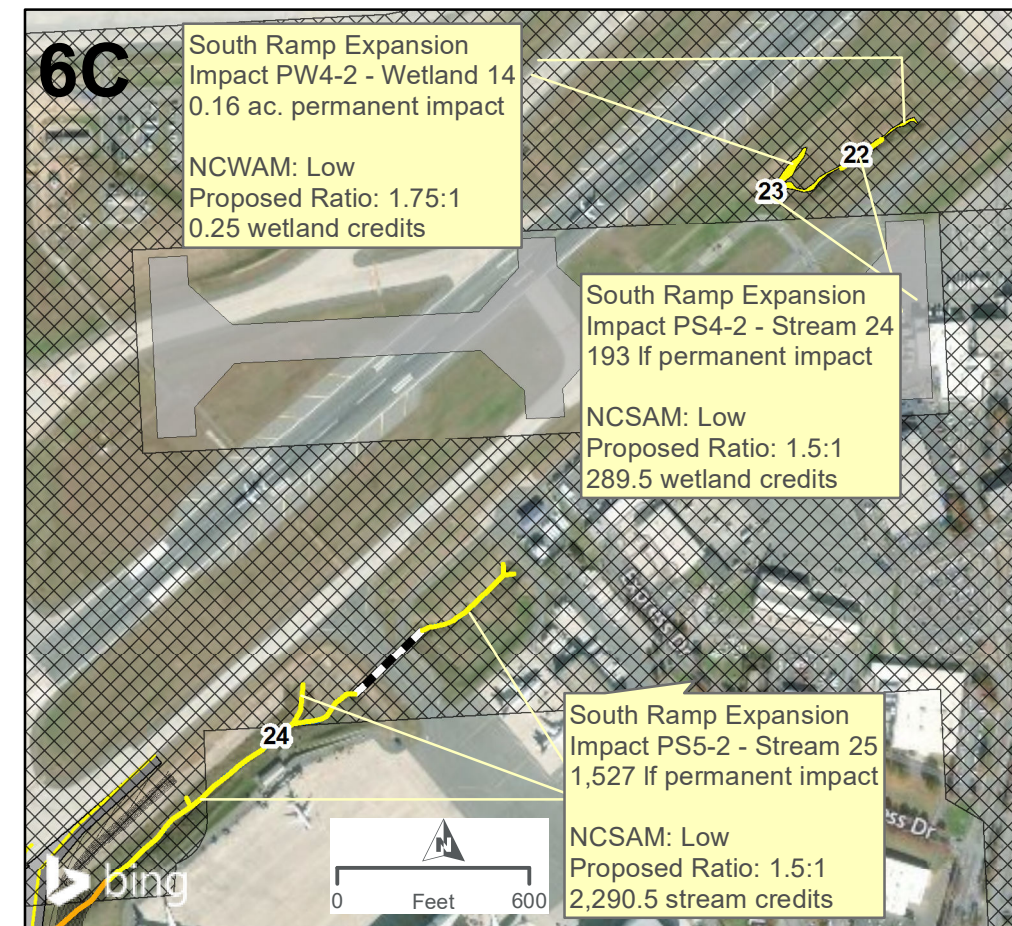 6C
South Ramp Expansion
Impact PW4-2 - Wetland 14
0.16 ac. permanent impact
NCWAM: Low
Proposed Ratio: 1.75:1
0.25 wetland credits
22
23
South Ramp Expansion
Impact PS4-2 - Stream 24
193 lf permanent impact
NCSAM: Low
Proposed Ratio: 1.5:1
289.5 wetland credits
Express Dr
24
South Ramp Expansion
Impact PS5-2 - Stream 25
1,527 lf permanent impact
NCSAM: Low
Proposed Ratio: 1.5:1
2,290.5 stream credits
ess Dr
N
0 Feet 600
bing